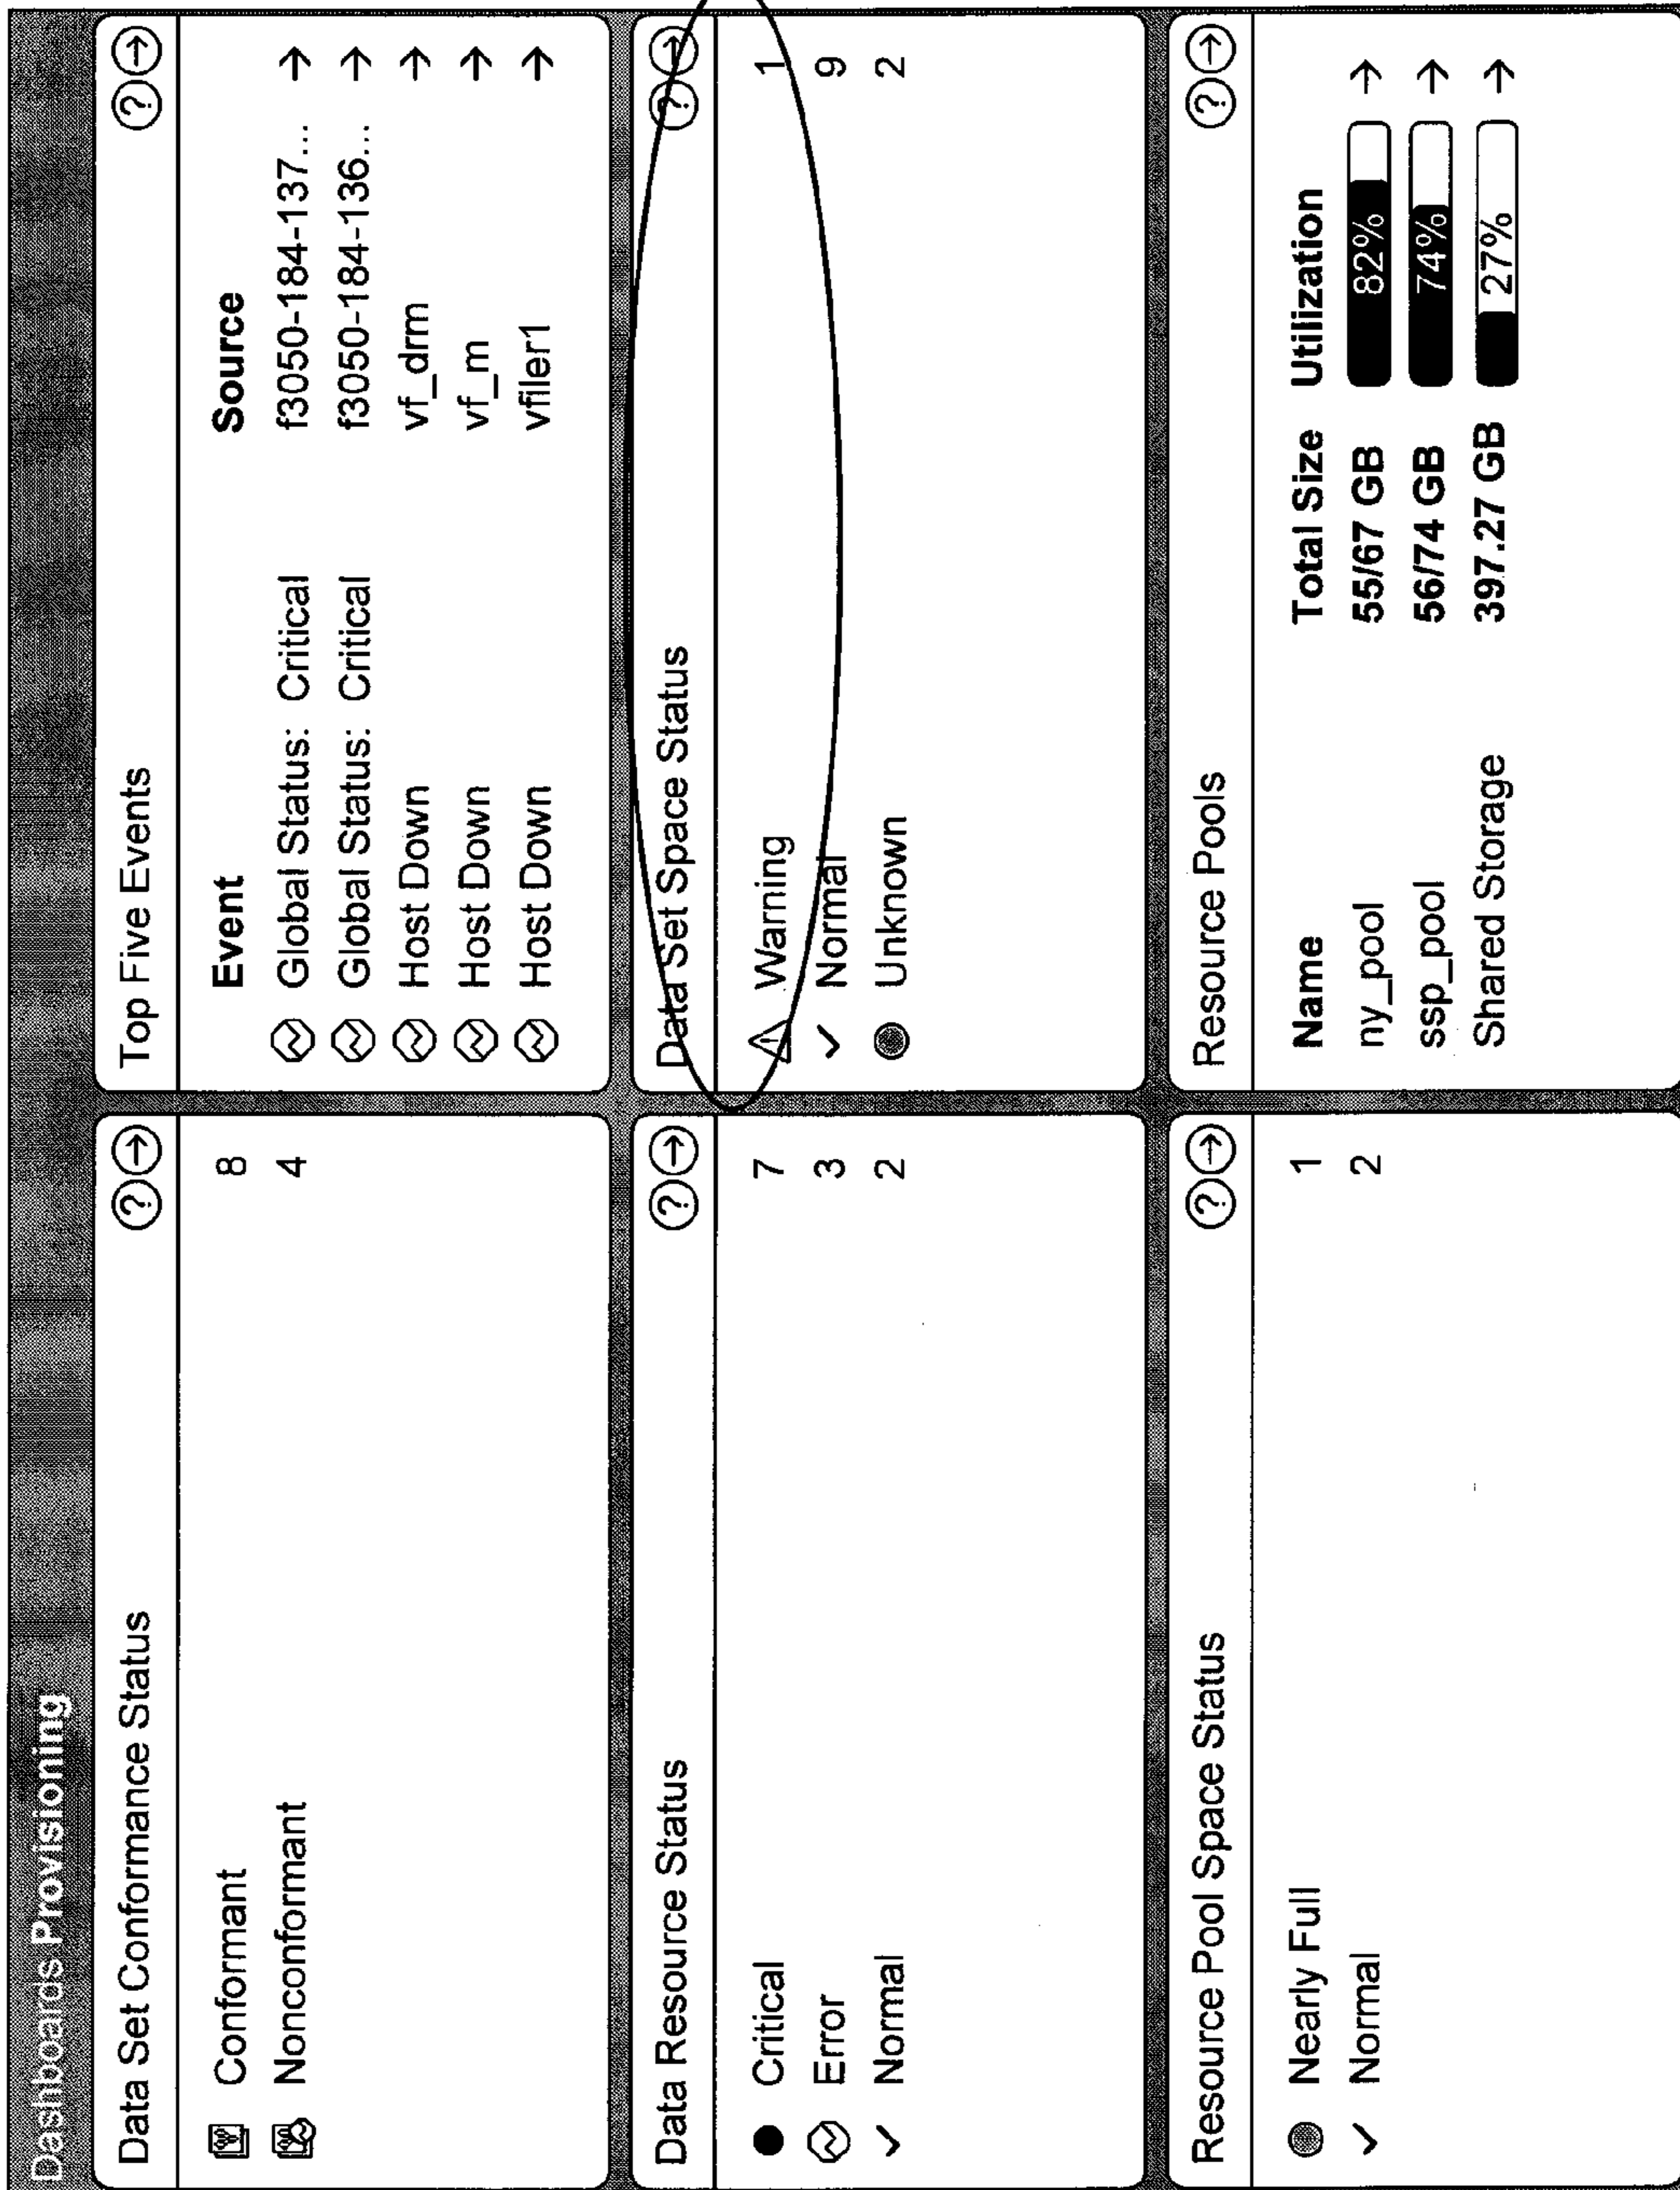 Dashboards Provisioning
Data Set Conformance Status
Conformant 8
Nonconformant 4
Top Five Events
Event Source
Global Status: Critical f3050-184-137...
Global Status: Critical f3050-184-136...
Host Down vf_drm
Host Down vf_m
Host Down vfiler1
Data Resource Status
Critical 7
Error 3
Normal 2
Data Set Space Status
Warning 1
Normal 9
Unknown 2
Resource Pool Space Status
Nearly Full 1
Normal 2
Resource Pools
Name Total Size Utilization
ny_pool 55/67 GB 82%
ssp_pool 56/74 GB 74%
Shared Storage 397.27 GB 27%